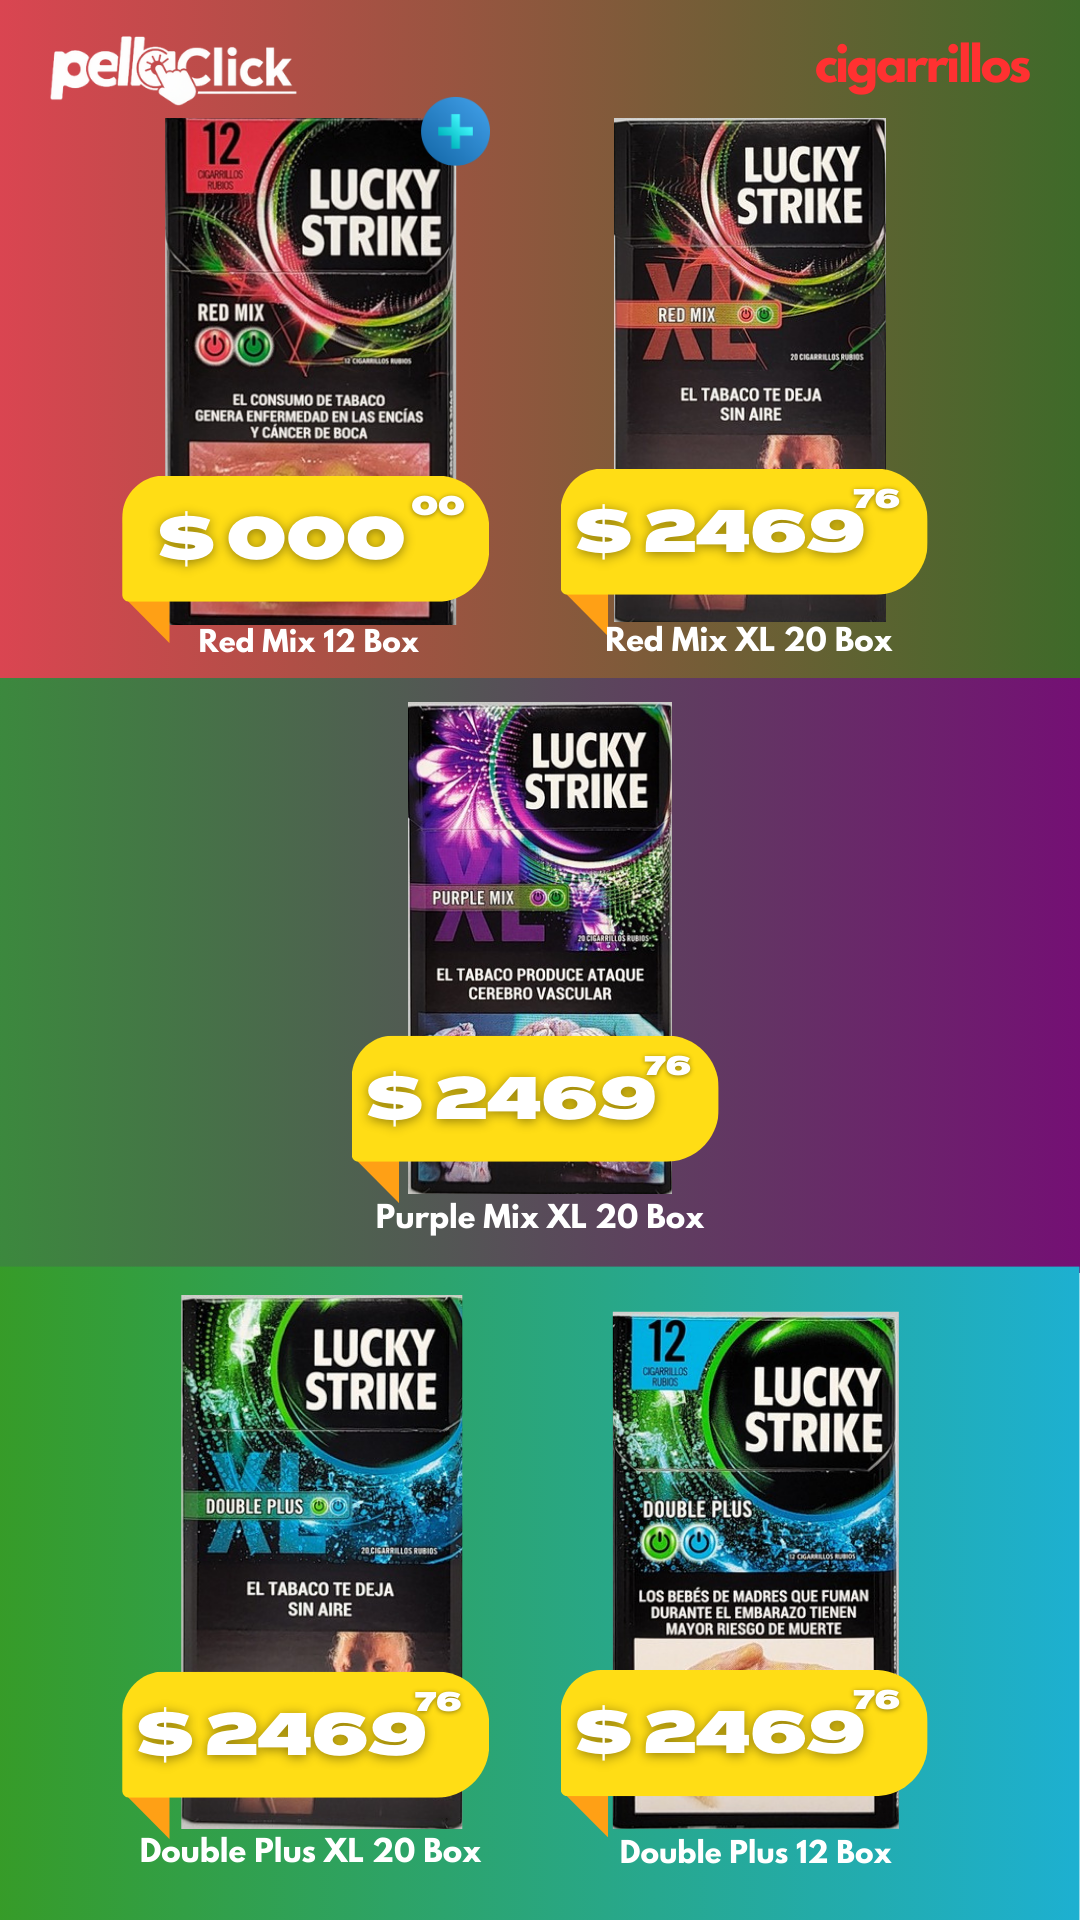 pellaClick
cigarrillos
12
CIGARRILLOS
RUBIOS
LUCKY
STRIKE
RED MIX
12 CIGARRILLOS RUBIOS
EL CONSUMO DE TABACO
GENERA ENFERMEDAD EN LAS ENCÍAS
Y CÁNCER DE BOCA
$ 000 00
Red Mix 12 Box
LUCKY
STRIKE
XL
RED MIX
20 CIGARRILLOS RUBIOS
EL TABACO TE DEJA
SIN AIRE
$ 2469 76
Red Mix XL 20 Box
LUCKY
STRIKE
XL
PURPLE MIX
20 CIGARRILLOS RUBIOS
EL TABACO PRODUCE ATAQUE
CEREBRO VASCULAR
$ 2469 76
Purple Mix XL 20 Box
LUCKY
STRIKE
XL
DOUBLE PLUS
20 CIGARRILLOS RUBIOS
EL TABACO TE DEJA
SIN AIRE
$ 2469 76
Double Plus XL 20 Box
12
CIGARRILLOS
RUBIOS
LUCKY
STRIKE
DOUBLE PLUS
12 CIGARRILLOS RUBIOS
LOS BEBÉS DE MADRES QUE FUMAN
DURANTE EL EMBARAZO TIENEN
MAYOR RIESGO DE MUERTE
$ 2469 76
Double Plus 12 Box